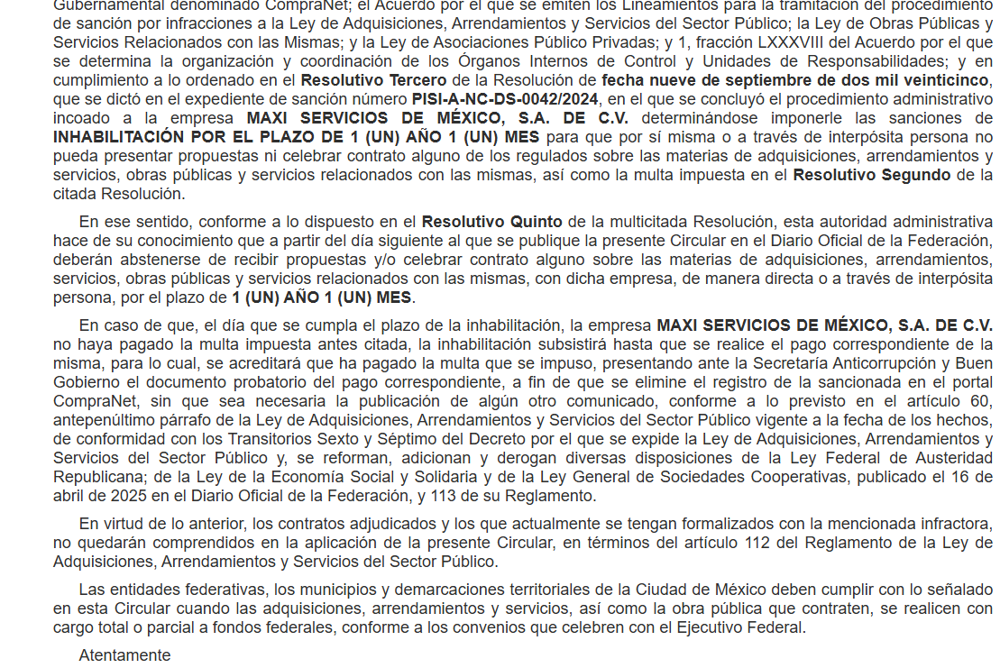 Gubernamental denominado CompraNet; el Acuerdo por el que se emiten los Lineamientos para la tramitación del procedimiento
de sanción por infracciones a la Ley de Adquisiciones, Arrendamientos y Servicios del Sector Público; la Ley de Obras Públicas y
Servicios Relacionados con las Mismas; y la Ley de Asociaciones Público Privadas; y 1, fracción LXXXVIII del Acuerdo por el que
se determina la organización y coordinación de los Órganos Internos de Control y Unidades de Responsabilidades; y en
cumplimiento a lo ordenado en el Resolutivo Tercero de la Resolución de fecha nueve de septiembre de dos mil veinticinco,
que se dictó en el expediente de sanción número PISI-A-NC-DS-0042/2024, en el que se concluyó el procedimiento administrativo
incoado a la empresa MAXI SERVICIOS DE MÉXICO, S.A. DE C.V. determinándose imponerle las sanciones de
INHABILITACIÓN POR EL PLAZO DE 1 (UN) AÑO 1 (UN) MES para que por sí misma o a través de interpósita persona no
pueda presentar propuestas ni celebrar contrato alguno de los regulados sobre las materias de adquisiciones, arrendamientos y
servicios, obras públicas y servicios relacionados con las mismas, así como la multa impuesta en el Resolutivo Segundo de la
citada Resolución.
En ese sentido, conforme a lo dispuesto en el Resolutivo Quinto de la multicitada Resolución, esta autoridad administrativa
hace de su conocimiento que a partir del día siguiente al que se publique la presente Circular en el Diario Oficial de la Federación,
deberán abstenerse de recibir propuestas y/o celebrar contrato alguno sobre las materias de adquisiciones, arrendamientos,
servicios, obras públicas y servicios relacionados con las mismas, con dicha empresa, de manera directa o a través de interpósita
persona, por el plazo de 1 (UN) AÑO 1 (UN) MES.
En caso de que, el día que se cumpla el plazo de la inhabilitación, la empresa MAXI SERVICIOS DE MÉXICO, S.A. DE C.V.
no haya pagado la multa impuesta antes citada, la inhabilitación subsistirá hasta que se realice el pago correspondiente de la
misma, para lo cual, se acreditará que ha pagado la multa que se impuso, presentando ante la Secretaría Anticorrupción y Buen
Gobierno el documento probatorio del pago correspondiente, a fin de que se elimine el registro de la sancionada en el portal
CompraNet, sin que sea necesaria la publicación de algún otro comunicado, conforme a lo previsto en el artículo 60,
antepenúltimo párrafo de la Ley de Adquisiciones, Arrendamientos y Servicios del Sector Público vigente a la fecha de los hechos,
de conformidad con los Transitorios Sexto y Séptimo del Decreto por el que se expide la Ley de Adquisiciones, Arrendamientos y
Servicios del Sector Público y, se reforman, adicionan y derogan diversas disposiciones de la Ley Federal de Austeridad
Republicana; de la Ley de la Economía Social y Solidaria y de la Ley General de Sociedades Cooperativas, publicado el 16 de
abril de 2025 en el Diario Oficial de la Federación, y 113 de su Reglamento.
En virtud de lo anterior, los contratos adjudicados y los que actualmente se tengan formalizados con la mencionada infractora,
no quedarán comprendidos en la aplicación de la presente Circular, en términos del artículo 112 del Reglamento de la Ley de
Adquisiciones, Arrendamientos y Servicios del Sector Público.
Las entidades federativas, los municipios y demarcaciones territoriales de la Ciudad de México deben cumplir con lo señalado
en esta Circular cuando las adquisiciones, arrendamientos y servicios, así como la obra pública que contraten, se realicen con
cargo total o parcial a fondos federales, conforme a los convenios que celebren con el Ejecutivo Federal.
Atentamente